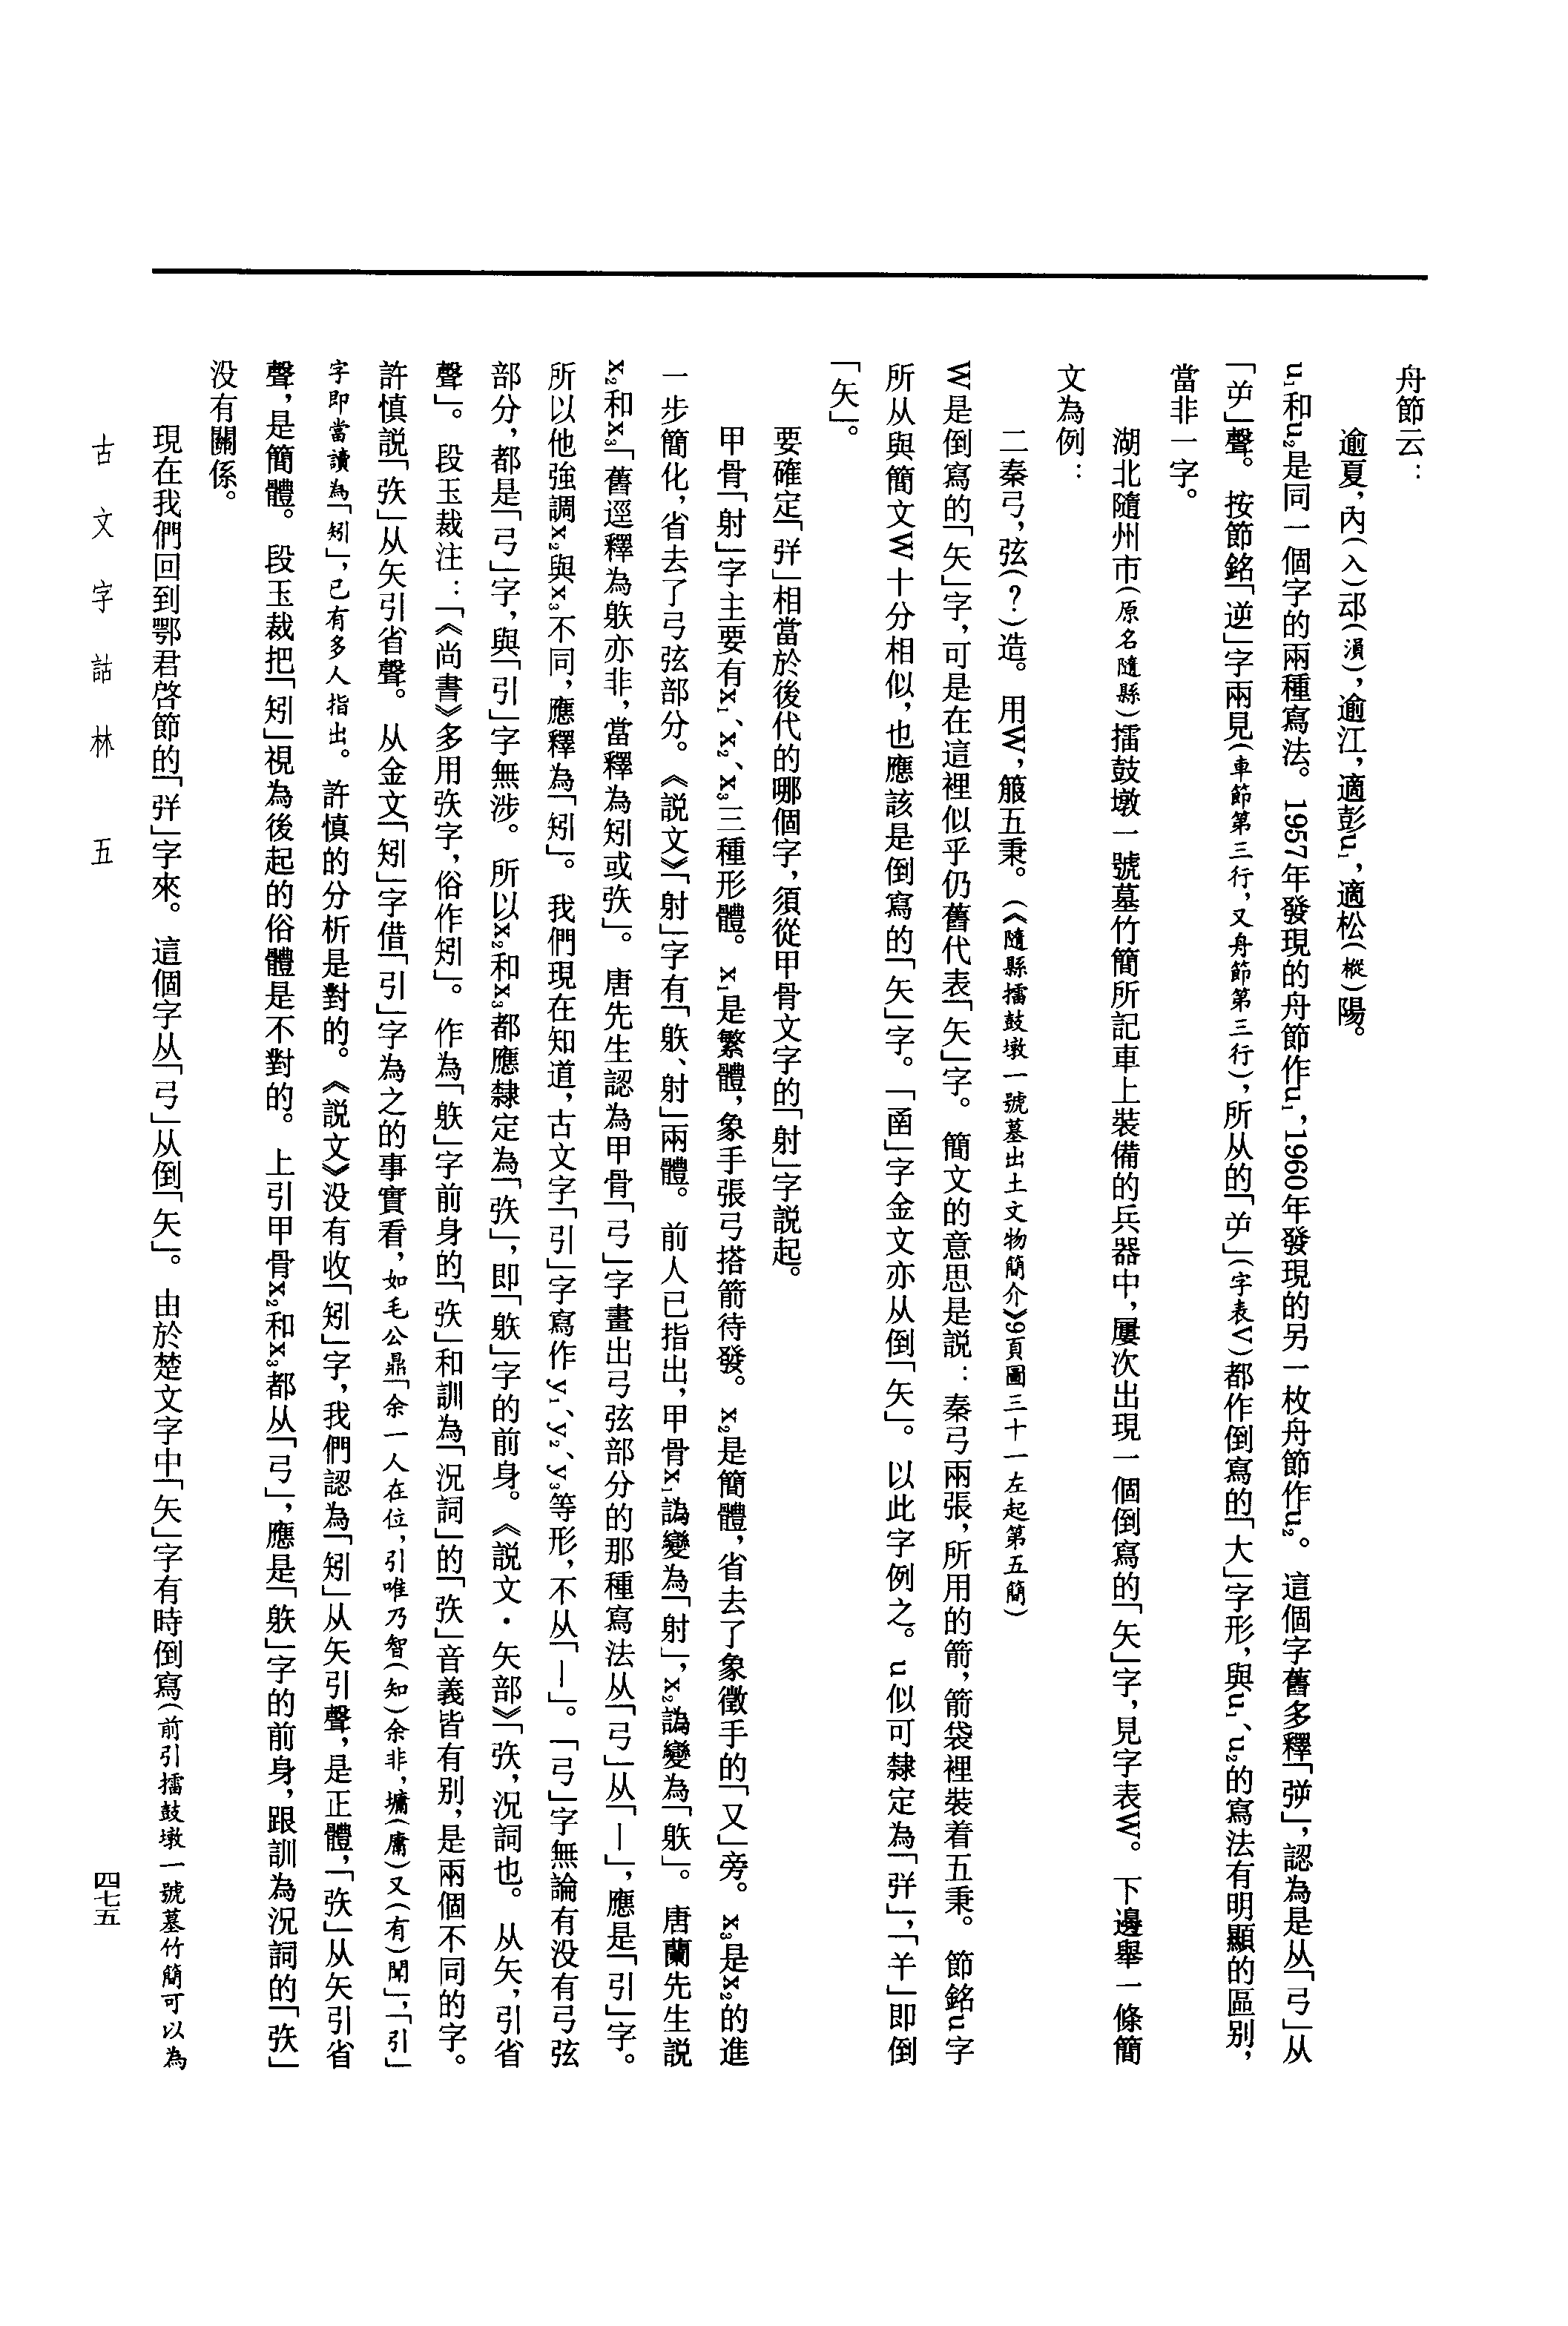 舟節云：
逾夏，內（入）邔（溳），逾江，適彭u₁，適松（樅）陽。
u₁和u₂是同一個字的兩種寫法。1957年發現的舟節作u₁，1960年發現的另一枚舟節作u₂。這個字舊多釋「弻」，認為是从「弓」从
「屰」聲。按節銘「逆」字兩見（車節第三行，又舟節第三行），所从的「屰」（字表V）都作倒寫的「大」字形，與u₁、u₂的寫法有明顯的區别，
當非一字。
湖北隨州市（原名隨縣）擂鼓墩一號墓竹簡所記車上裝備的兵器中，屢次出現一個倒寫的「矢」字，見字表W。下邊舉一條簡
文為例：
二秦弓，弦（？）造。用W，箙五秉。（《隨縣擂鼓墩一號墓出土文物簡介》9頁圖三十一左起第五簡）
W是倒寫的「矢」字，可是在這裡似乎仍舊代表「矢」字。簡文的意思是説：秦弓兩張，所用的箭，箭袋裡裝着五秉。節銘u字
所从與簡文W十分相似，也應該是倒寫的「矢」字。「圅」字金文亦从倒「矢」。以此字例之。u似可隸定為「弴」，「羊」即倒
「矢」。
要確定「弴」相當於後代的哪個字，須從甲骨文字的「射」字説起。
甲骨「射」字主要有x₁、x₂、x₃三種形體。x₁是繁體，象手張弓搭箭待發。x₂是簡體，省去了象徵手的「又」旁。x₃是x₂的進
一步簡化，省去了弓弦部分。《説文》「射」字有「䠶、射」兩體。前人已指出，甲骨x₁譌變為「射」，x₂譌變為「䠶」。唐蘭先生説
x₂和x₃「舊逕釋為䠶亦非，當釋為矧或矤」。唐先生認為甲骨「弓」字畫出弓弦部分的那種寫法从「弓」从「丨」，應是「引」字。
所以他強調x₂與x₃不同，應釋為「矧」。我們現在知道，古文字「引」字寫作y₁、y₂、y₃等形，不从「丨」。「弓」字無論有没有弓弦
部分，都是「弓」字，與「引」字無涉。所以x₂和x₃都應隸定為「矤」，即「䠶」字的前身。《説文·矢部》「矤，況詞也。从矢，引省
聲」。段玉裁注：「《尚書》多用矤字，俗作矧」。作為「䠶」字前身的「矤」和訓為「況詞」的「矤」音義皆有别，是兩個不同的字。
許慎説「矤」从矢引省聲。从金文「矧」字借「引」字為之的事實看，如毛公鼎「余一人在位，引唯乃智（知）余非，墉（庸）又（有）聞」，「引」
字即當讀為「矧」，已有多人指出。許慎的分析是對的。《説文》没有收「矧」字，我們認為「矧」从矢引聲，是正體，「矤」从矢引省
聲，是簡體。段玉裁把「矧」視為後起的俗體是不對的。上引甲骨x₂和x₃都从「弓」，應是「䠶」字的前身，跟訓為況詞的「矤」
没有關係。
現在我們回到鄂君啓節的「弴」字來。這個字从「弓」从倒「矢」。由於楚文字中「矢」字有時倒寫（前引擂鼓墩一號墓竹簡可以為
古文字詁林 五
四七五